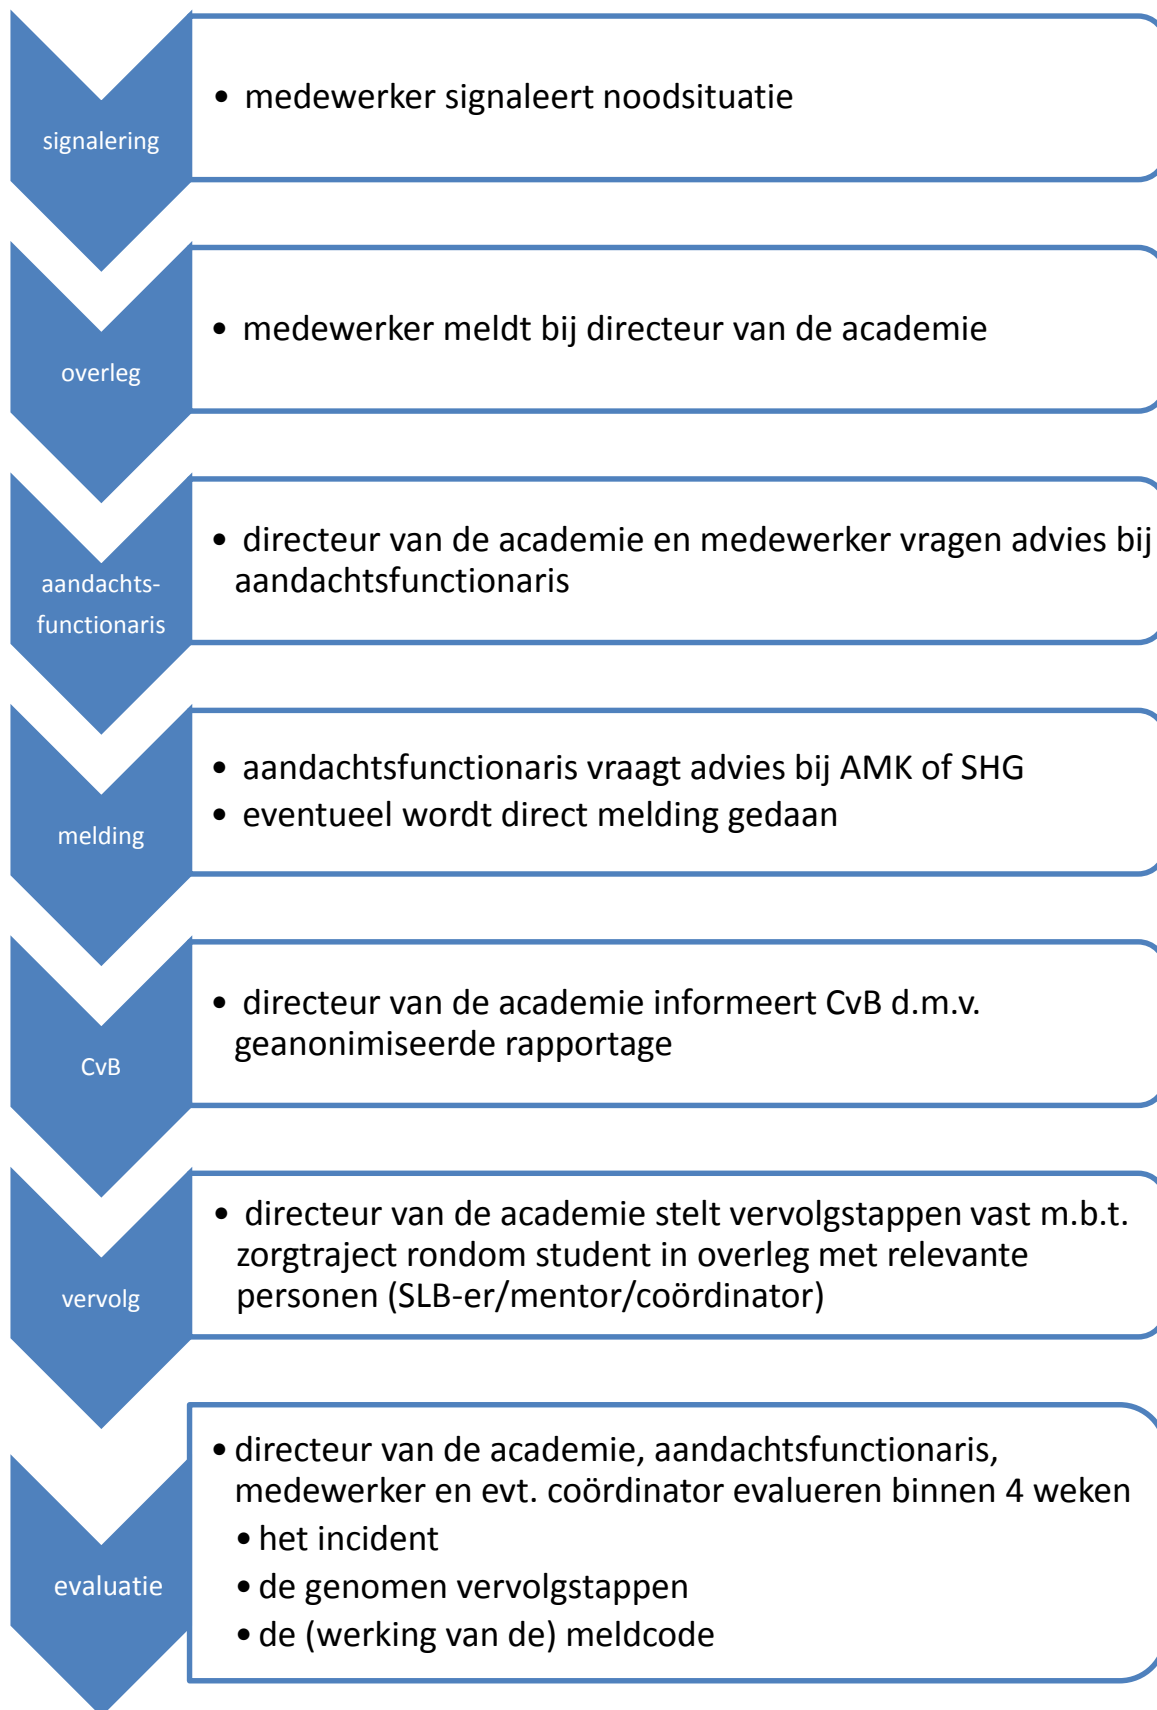 signalering
• medewerker signaleert noodsituatie
overleg
• medewerker meldt bij directeur van de academie
aandachts-
functionaris
• directeur van de academie en medewerker vragen advies bij
aandachtsfunctionaris
melding
• aandachtsfunctionaris vraagt advies bij AMK of SHG
• eventueel wordt direct melding gedaan
CvB
• directeur van de academie informeert CvB d.m.v.
geanonimiseerde rapportage
vervolg
• directeur van de academie stelt vervolgstappen vast m.b.t.
zorgtraject rondom student in overleg met relevante
personen (SLB-er/mentor/coördinator)
evaluatie
• directeur van de academie, aandachtsfunctionaris,
medewerker en evt. coördinator evalueren binnen 4 weken
• het incident
• de genomen vervolgstappen
• de (werking van de) meldcode